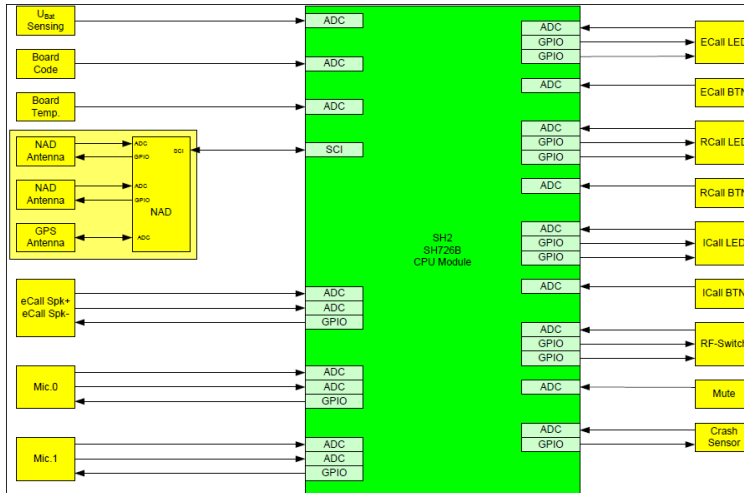 U_Bat
Sensing
ADC
Board
Code
ADC
Board
Temp.
ADC
NAD
Antenna
ADC
GPIO
SCI
SCI
NAD
Antenna
ADC
GPIO
NAD
GPS
Antenna
ADC
eCall Spk+
eCall Spk-
ADC
ADC
GPIO
Mic.0
ADC
ADC
GPIO
Mic.1
ADC
ADC
GPIO
SH2
SH726B
CPU Module
ADC
GPIO
GPIO
ECall LED
ADC
ECall BTN
ADC
GPIO
GPIO
RCall LED
ADC
RCall BTN
ADC
GPIO
GPIO
ICall LED
ADC
ICall BTN
ADC
GPIO
GPIO
RF-Switch
ADC
Mute
ADC
GPIO
Crash
Sensor